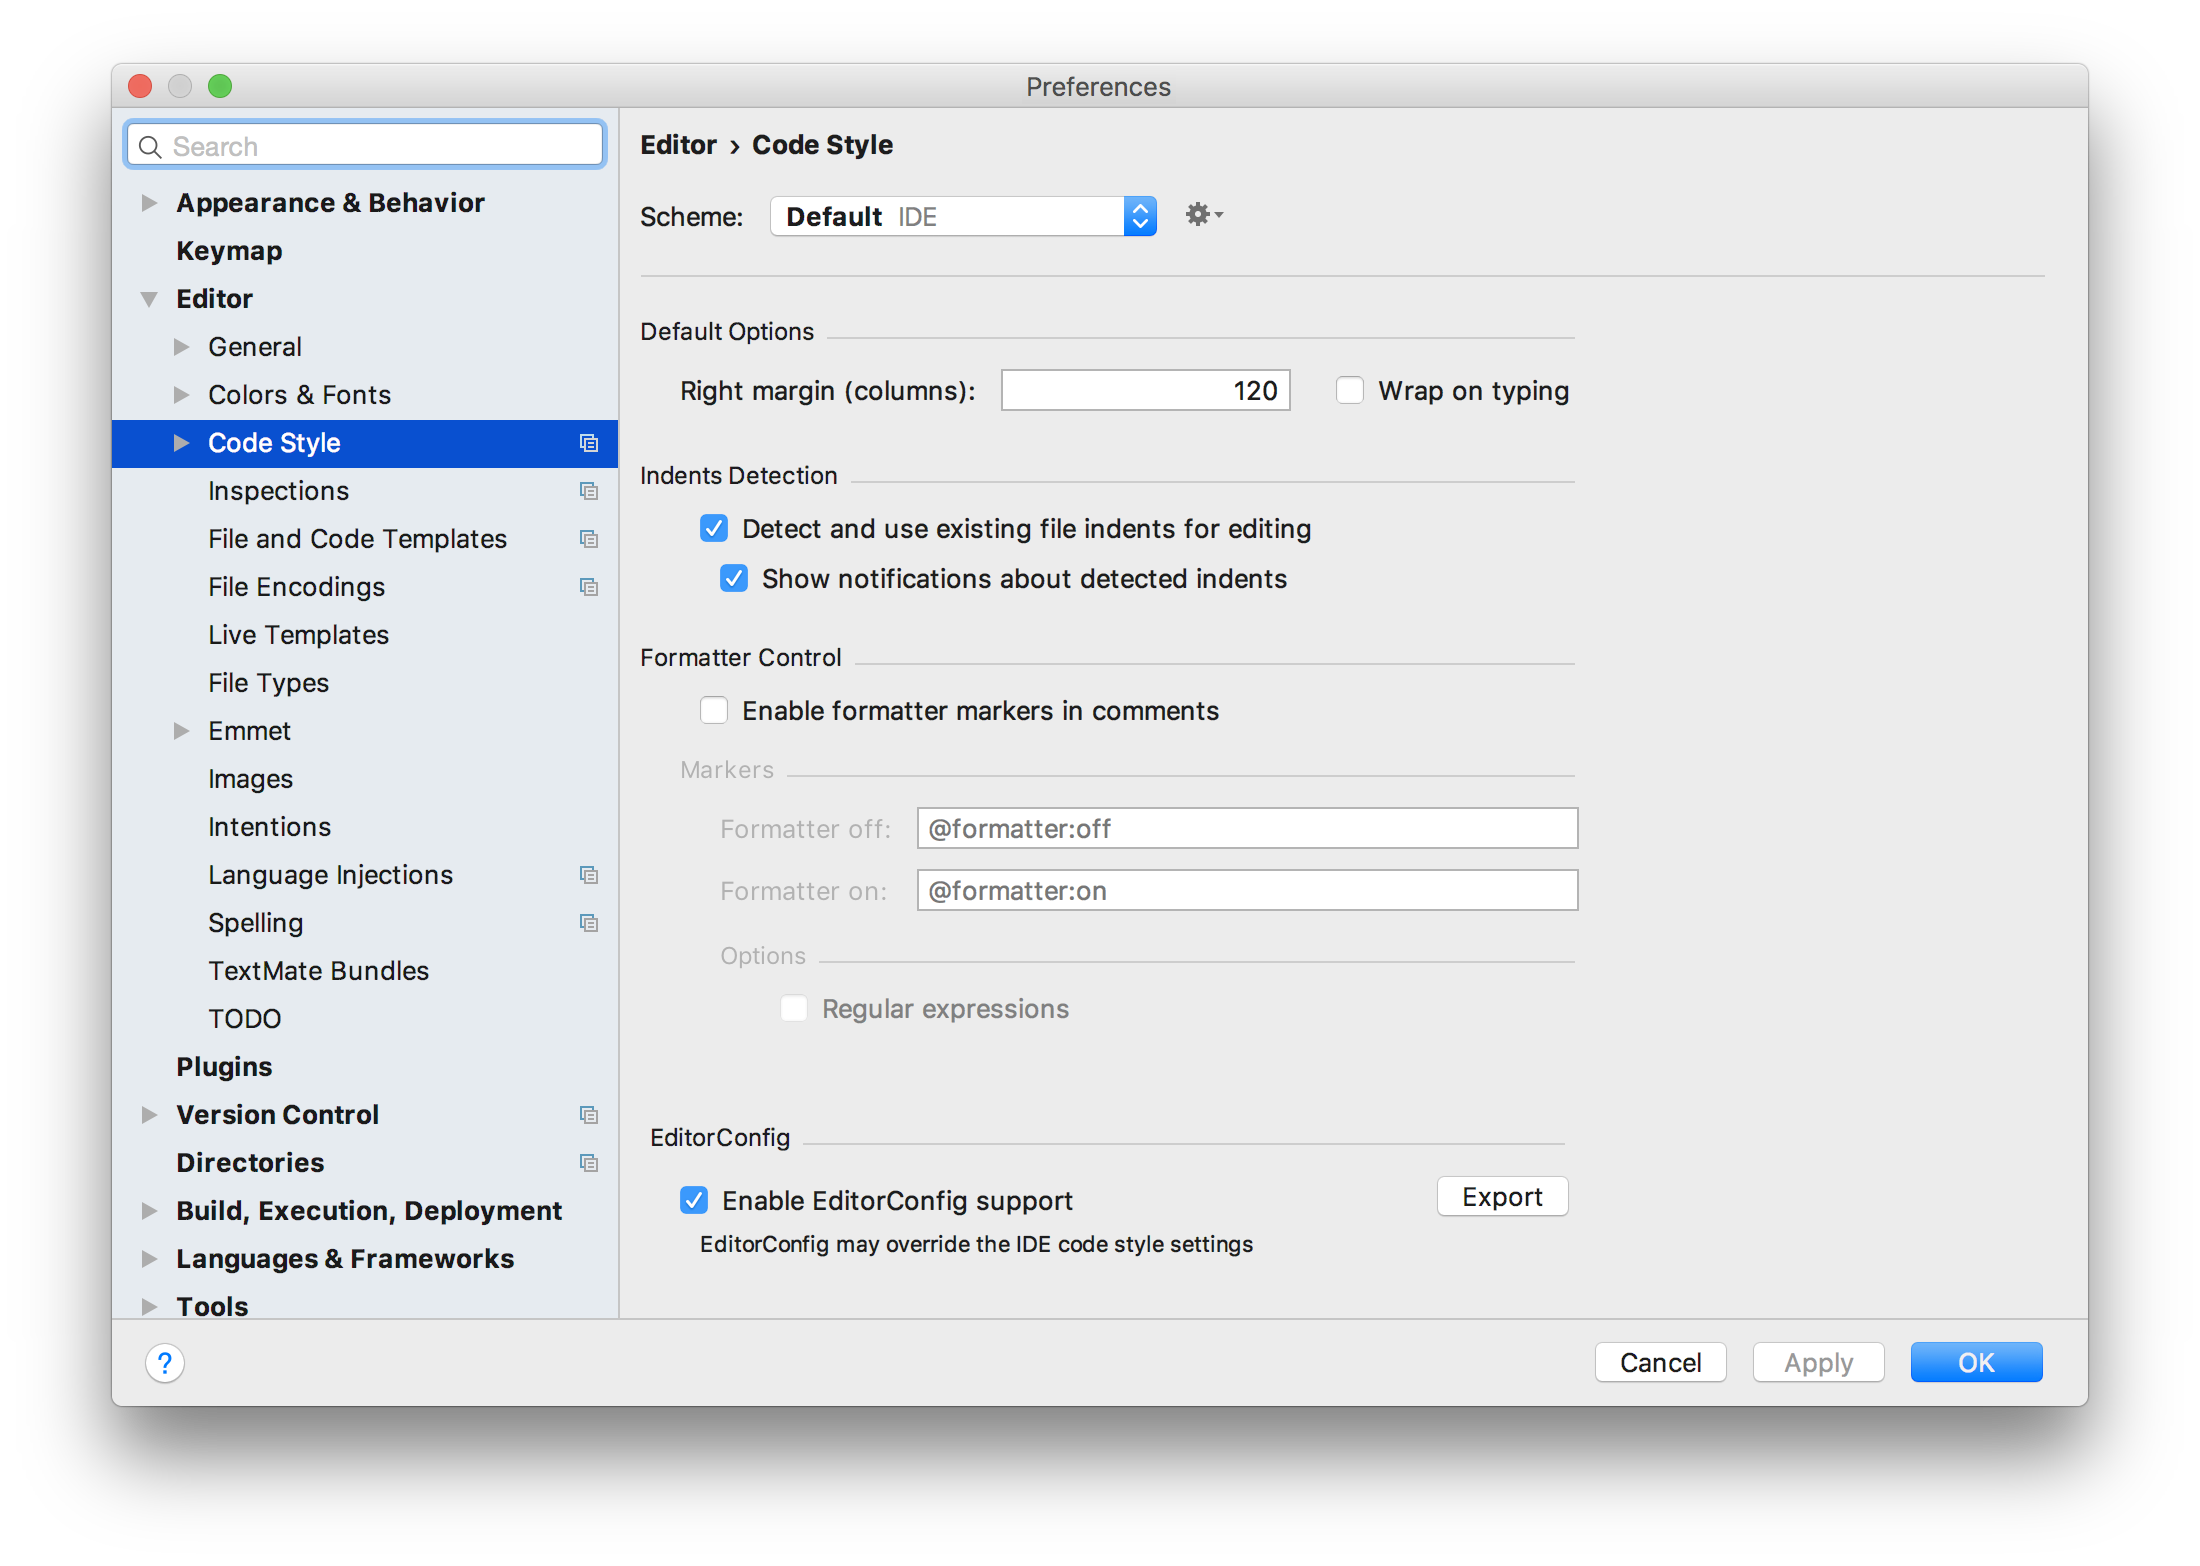 Preferences
Search
Appearance & Behavior
Keymap
Editor
General
Colors & Fonts
Code Style
Inspections
File and Code Templates
File Encodings
Live Templates
File Types
Emmet
Images
Intentions
Language Injections
Spelling
TextMate Bundles
TODO
Plugins
Version Control
Directories
Build, Execution, Deployment
Languages & Frameworks
Tools
Editor › Code Style
Scheme: Default IDE
Default Options
Right margin (columns): 120 Wrap on typing
Indents Detection
Detect and use existing file indents for editing
Show notifications about detected indents
Formatter Control
Enable formatter markers in comments
Markers
Formatter off: @formatter:off
Formatter on: @formatter:on
Options
Regular expressions
EditorConfig
Enable EditorConfig support Export
EditorConfig may override the IDE code style settings
? Cancel Apply OK